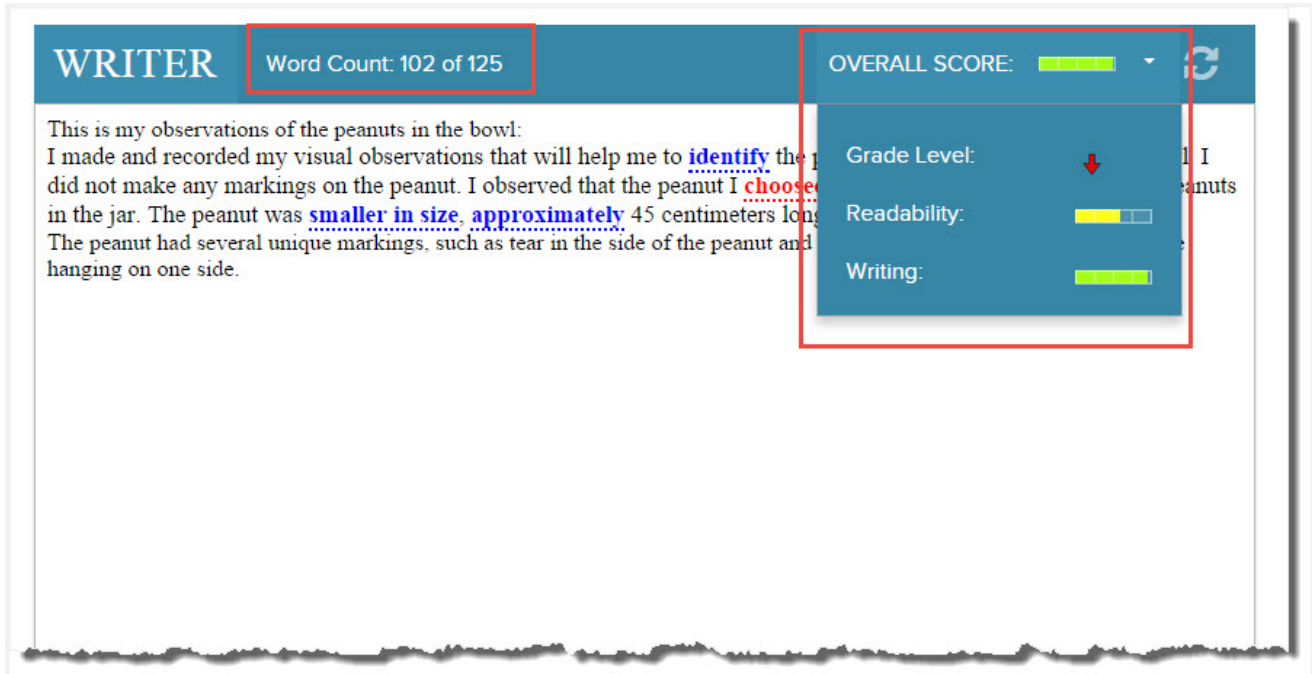 WRITER Word Count: 102 of 125 OVERALL SCORE:
This is my observations of the peanuts in the bowl:
I made and recorded my visual observations that will help me to identify the
did not make any markings on the peanut. I observed that the peanut I choosed
in the jar. The peanut was smaller in size, approximately 45 centimeters long
The peanut had several unique markings, such as tear in the side of the peanut and
hanging on one side.
Grade Level:
Readability:
Writing: